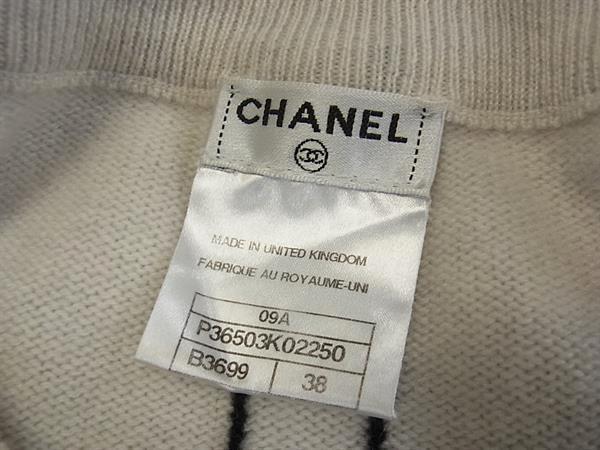 CHANEL
MADE IN UNITED KINGDOM
FABRIQUE AU ROYAUME-UNI
09A
P36503K02250
B3699 38